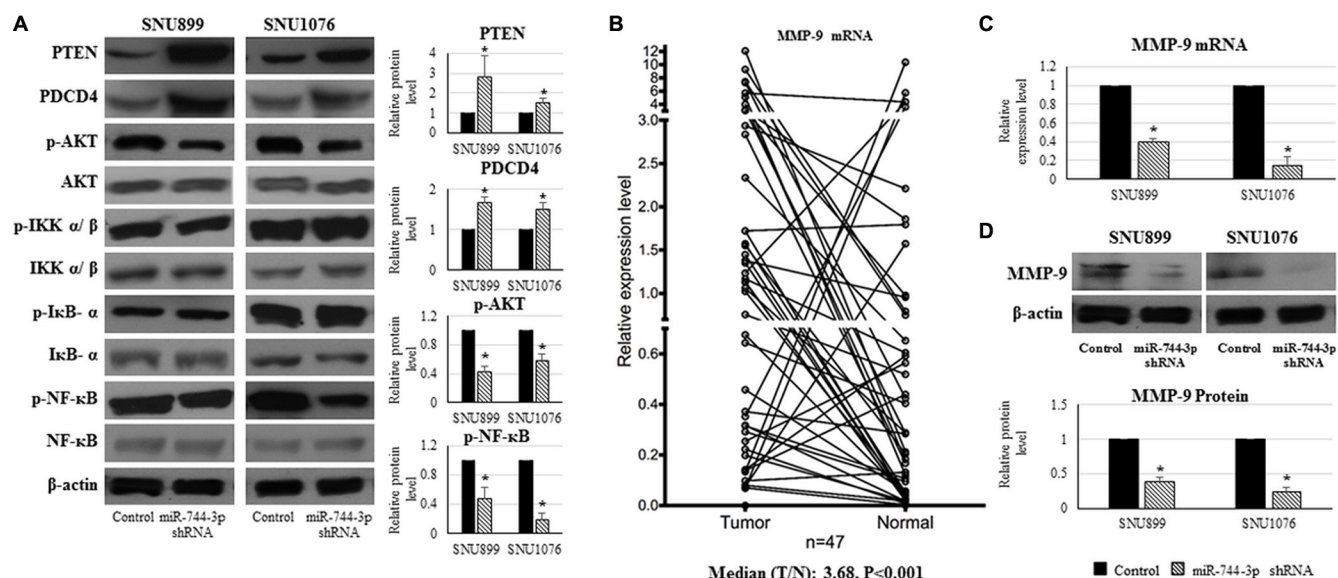 A
SNU899 SNU1076
PTEN
PDCD4
p-AKT
AKT
p-IKK α/ β
IKK α/ β
p-IκB- α
IκB- α
p-NF-κB
NF-κB
β-actin
Control miR-744-3p shRNA Control miR-744-3p shRNA
PTEN
Relative protein level
4
3
2
1
0
SNU899 SNU1076
* *
PDCD4
Relative protein level
2
1
0
SNU899 SNU1076
* *
p-AKT
Relative protein level
1.2
0.8
0.4
0
SNU899 SNU1076
* *
p-NF-κB
Relative protein level
1.2
0.8
0.4
0
SNU899 SNU1076
* *
B
MMP-9 mRNA
Relative expression level
12
10
8
6
4
3.0
2.5
2.0
1.5
1.0
0.6
0.4
0.2
0.0
Tumor Normal
n=47
Median (T/N): 3.68, P<0.001
C
MMP-9 mRNA
Relative expression level
1.2
1
0.8
0.6
0.4
0.2
0
* *
SNU899 SNU1076
D
SNU899 SNU1076
MMP-9
β-actin
Control miR-744-3p shRNA Control miR-744-3p shRNA
MMP-9 Protein
Relative protein level
1.5
1
0.5
0
* *
SNU899 SNU1076
Control miR-744-3p shRNA